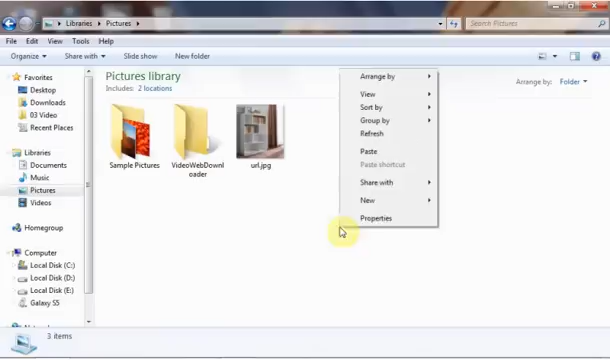 Libraries
Pictures
Search Pictures
File Edit View Tools Help
Organize Share with Slide show New folder
Favorites
Desktop
Downloads
03 Video
Recent Places
Libraries
Documents
Music
Pictures
Videos
Homegroup
Computer
Local Disk (C:)
Local Disk (D:)
Local Disk (E:)
Galaxy S5
Pictures library
Includes: 2 locations
Arrange by: Folder
Sample Pictures
VideoWebDownl
oader
url.jpg
Arrange by
View
Sort by
Group by
Refresh
Paste
Paste shortcut
Share with
New
Properties
3 items